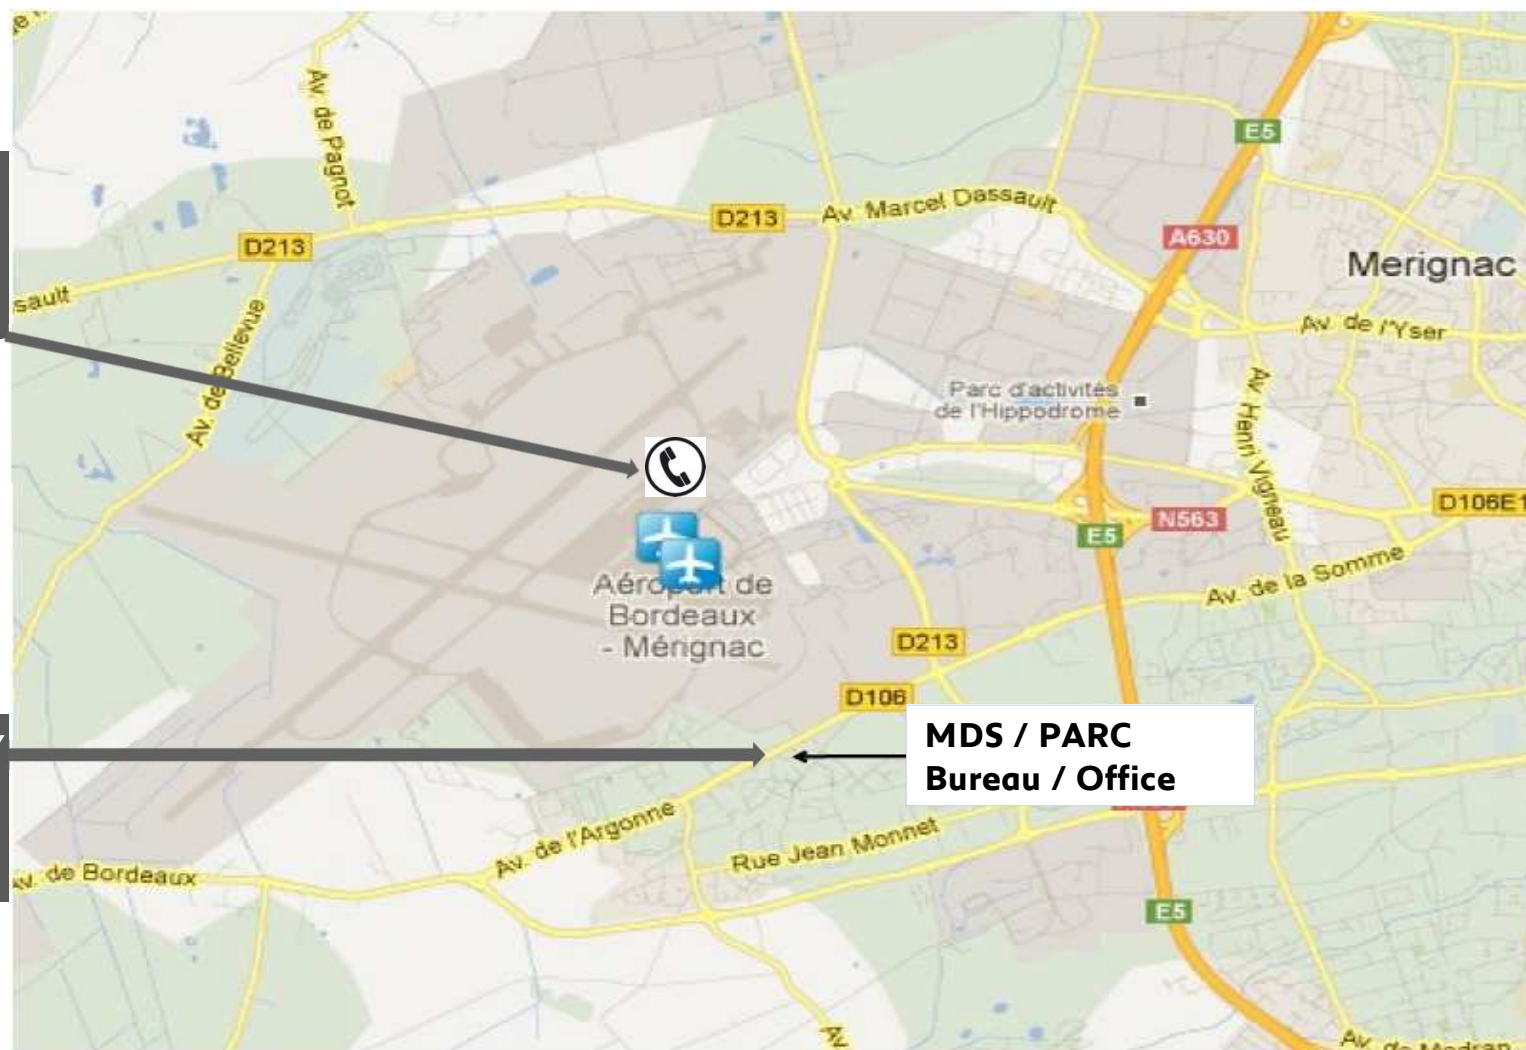 Av. de Pagnot
E5
D213
Av. Marcel Dassault
D213
A630
Merignac
sault
Av. de Bellevue
Av. de l'Yser
Parc d'activités
de l'Hippodrome
Av. Henri Vigneau
D106E1
N563
E5
Aéroport de
Bordeaux
- Mérignac
Av. de la Somme
D213
D106
MDS / PARC
Bureau / Office
Av. de l'Argonne
Rue Jean Monnet
Av. de Bordeaux
E5
Av
Av. de Magran